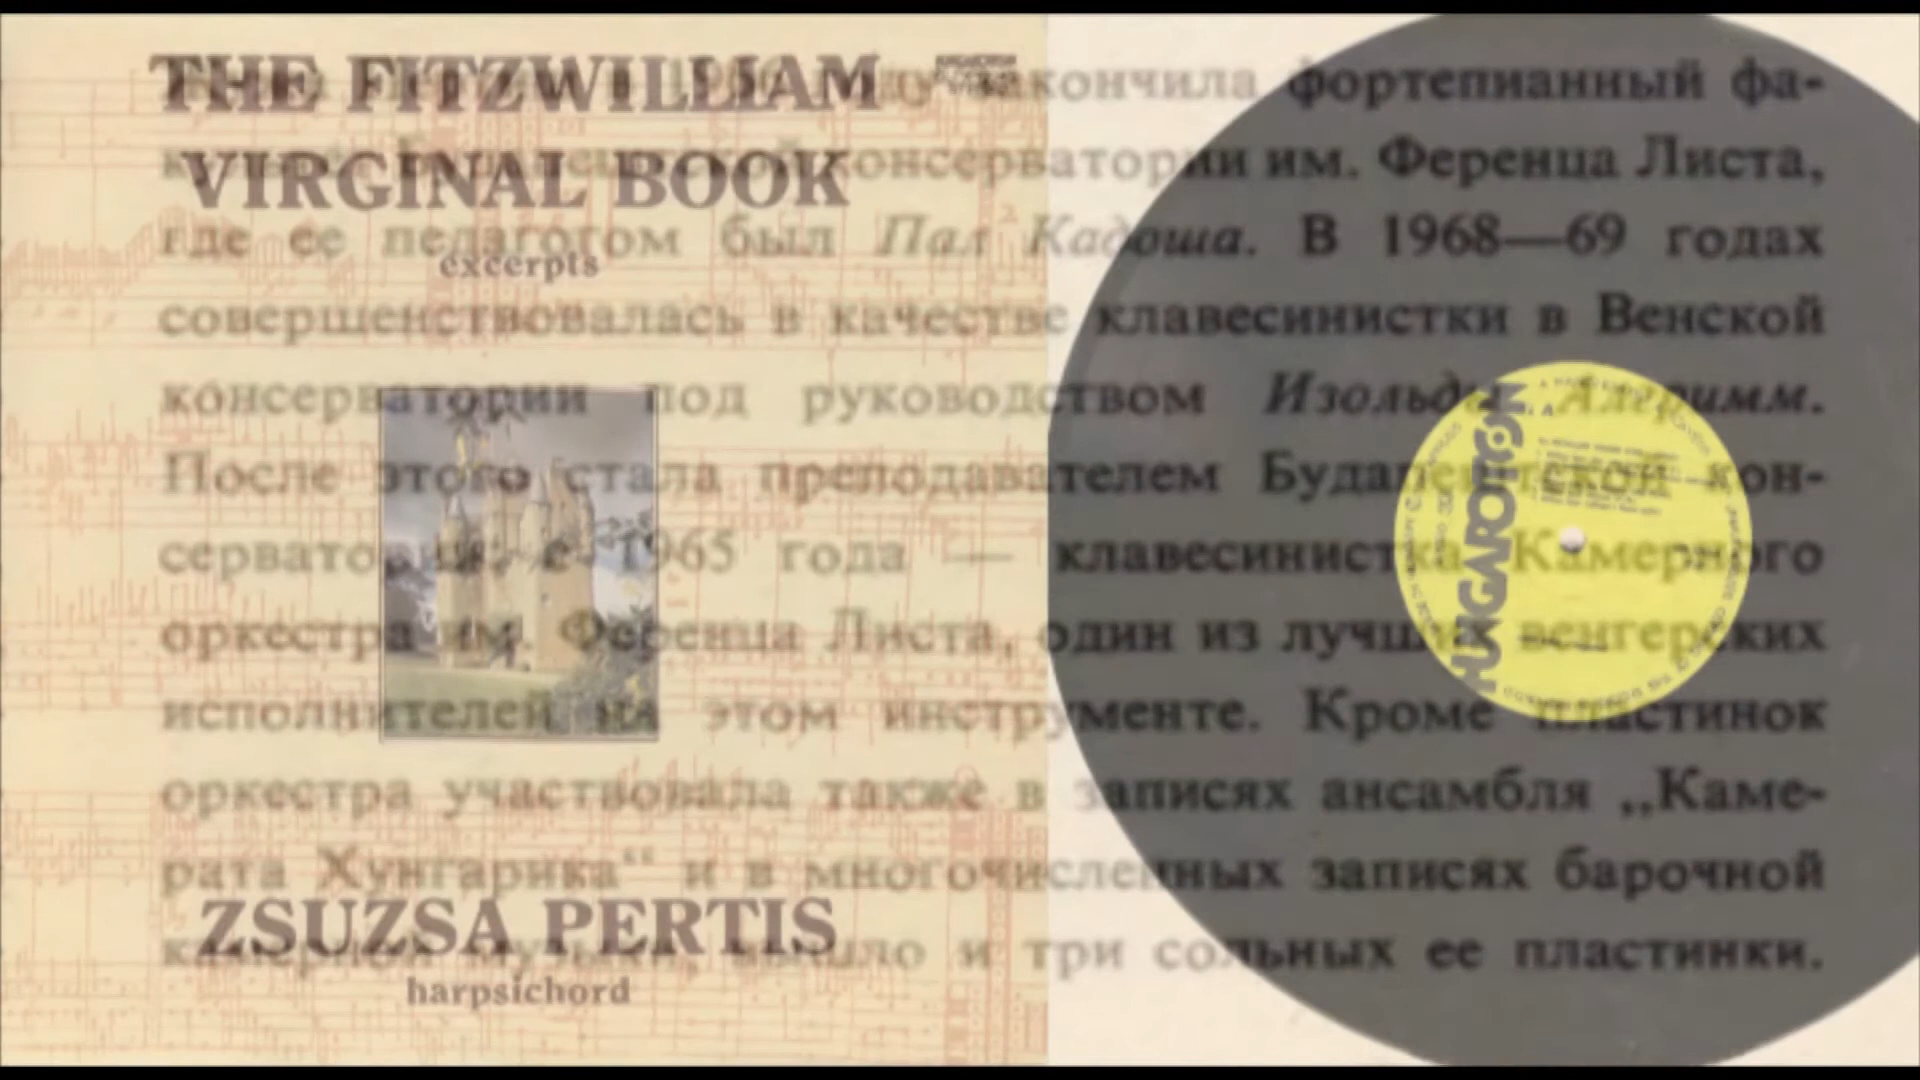 THE FITZWILLIAM
VIRGINAL BOOK
excerpts
ZSUZSA PERTIS
harpsichord
HUNGAROTON
в 1966 году закончила фортепианный фа-
культет Будапештской консерватории им. Ференца Листа,
где ее педагогом был Пал Кадоша. В 1968—69 годах
совершенствовалась в качестве клавесинистки в Венской
консерватории под руководством Изольды Алгримм.
После этого стала преподавателем Будапештской кон-
серватории, с 1965 года — клавесинистка Камерного
оркестра им. Ференца Листа, один из лучших венгерских
исполнителей на этом инструменте. Кроме пластинок
оркестра участвовала также в записях ансамбля „Каме-
рата Хунгарика“ и в многочисленных записях барочной
камерной музыки, вышло и три сольных ее пластинки.